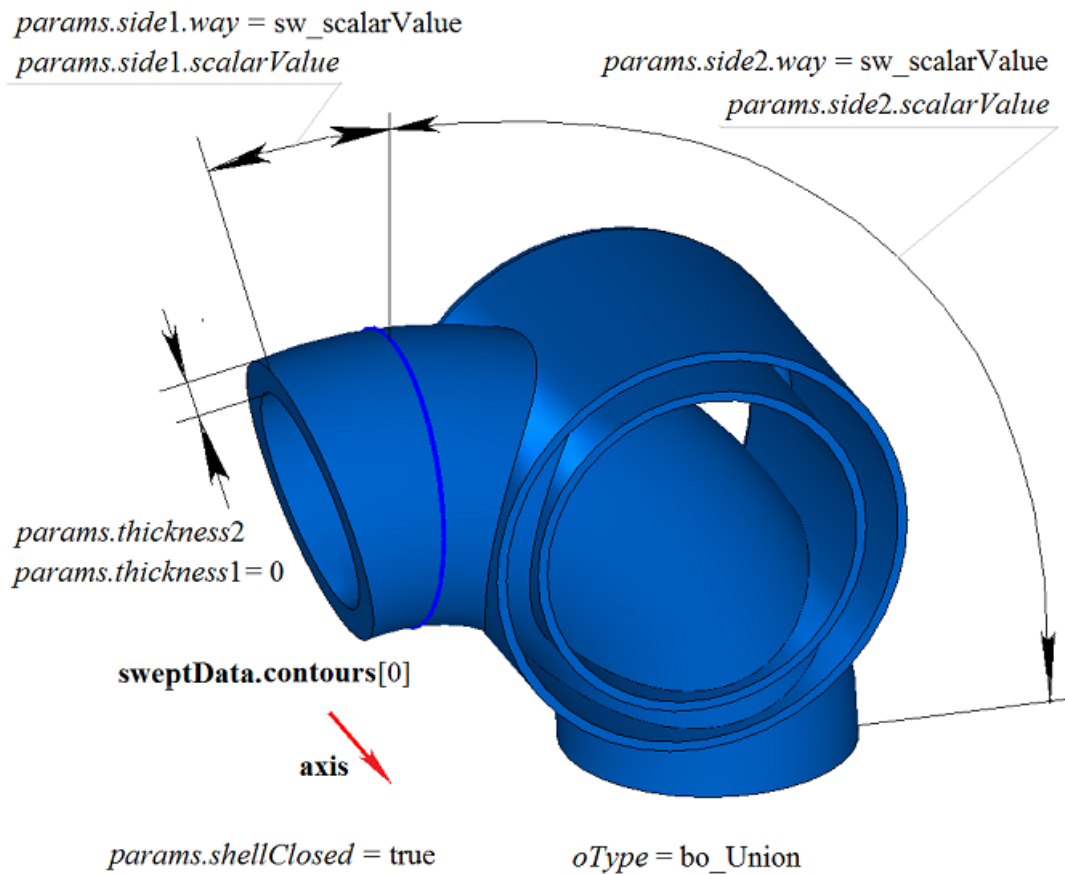 params.side1.way = sw_scalarValue
params.side1.scalarValue
params.side2.way = sw_scalarValue
params.side2.scalarValue
params.thickness2
params.thickness1= 0
sweptData.contours[0]
axis
params.shellClosed = true
oType = bo_Union